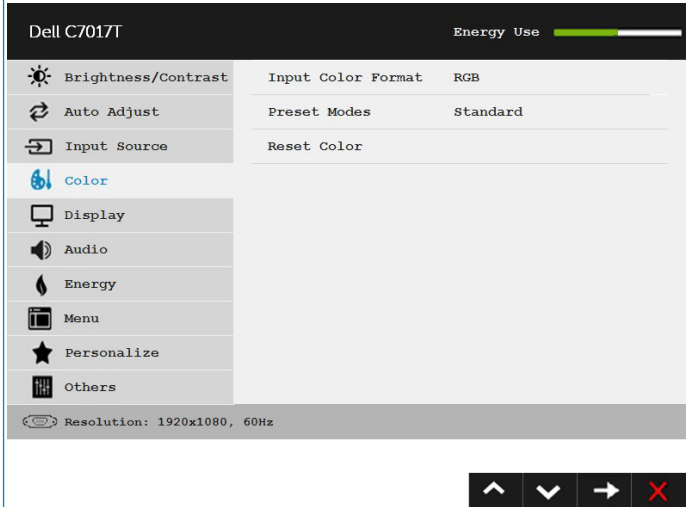 Dell C7017T
Energy Use
Brightness/Contrast
Input Color Format RGB
Auto Adjust
Preset Modes Standard
Input Source
Reset Color
Color
Display
Audio
Energy
Menu
Personalize
Others
Resolution: 1920x1080, 60Hz